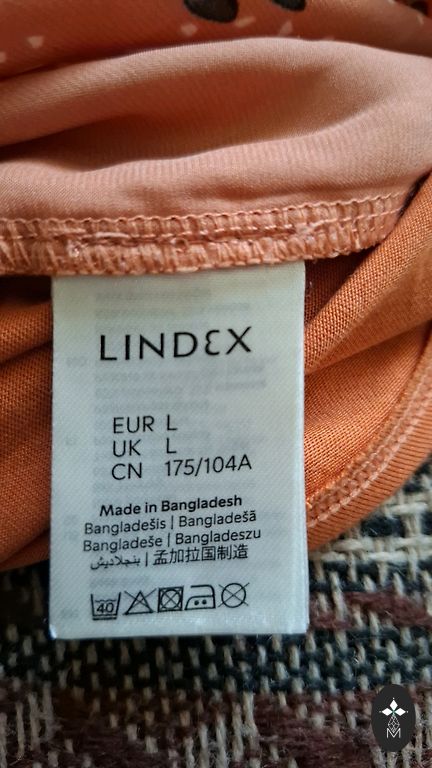 LINDEX
EUR L
UK L
CN 175/104A
Made in Bangladesh
Bangladešis | Bangladešā
Bangladeše | Bangladeszu
بنجلاديش | 孟加拉国制造
40
M